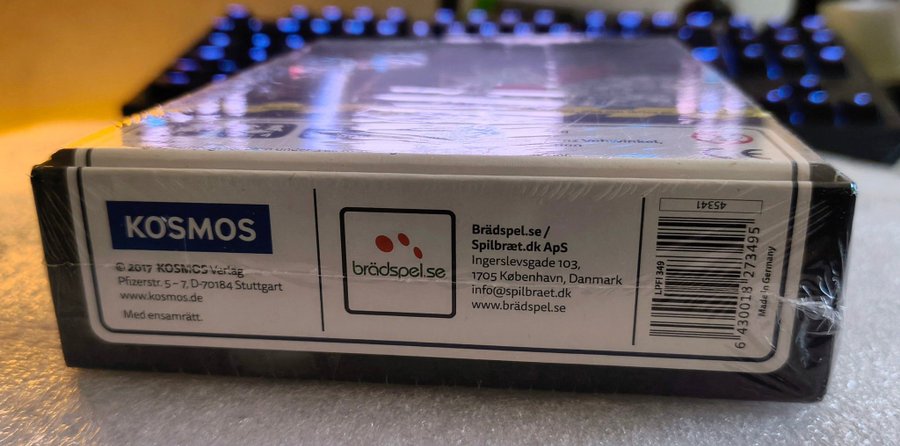 KOSMOS
© 2017 KOSMOS Verlag
Pfizerstr. 5 – 7, D-70184 Stuttgart
www.kosmos.de
Med ensamrätt.
brädspel.se
Brädspel.se /
Spilbræt.dk ApS
Ingerslevsgade 103,
1705 København, Danmark
info@spilbraet.dk
www.brädspel.se
45341
LPFI349
6 430018 273495
Made in Germany